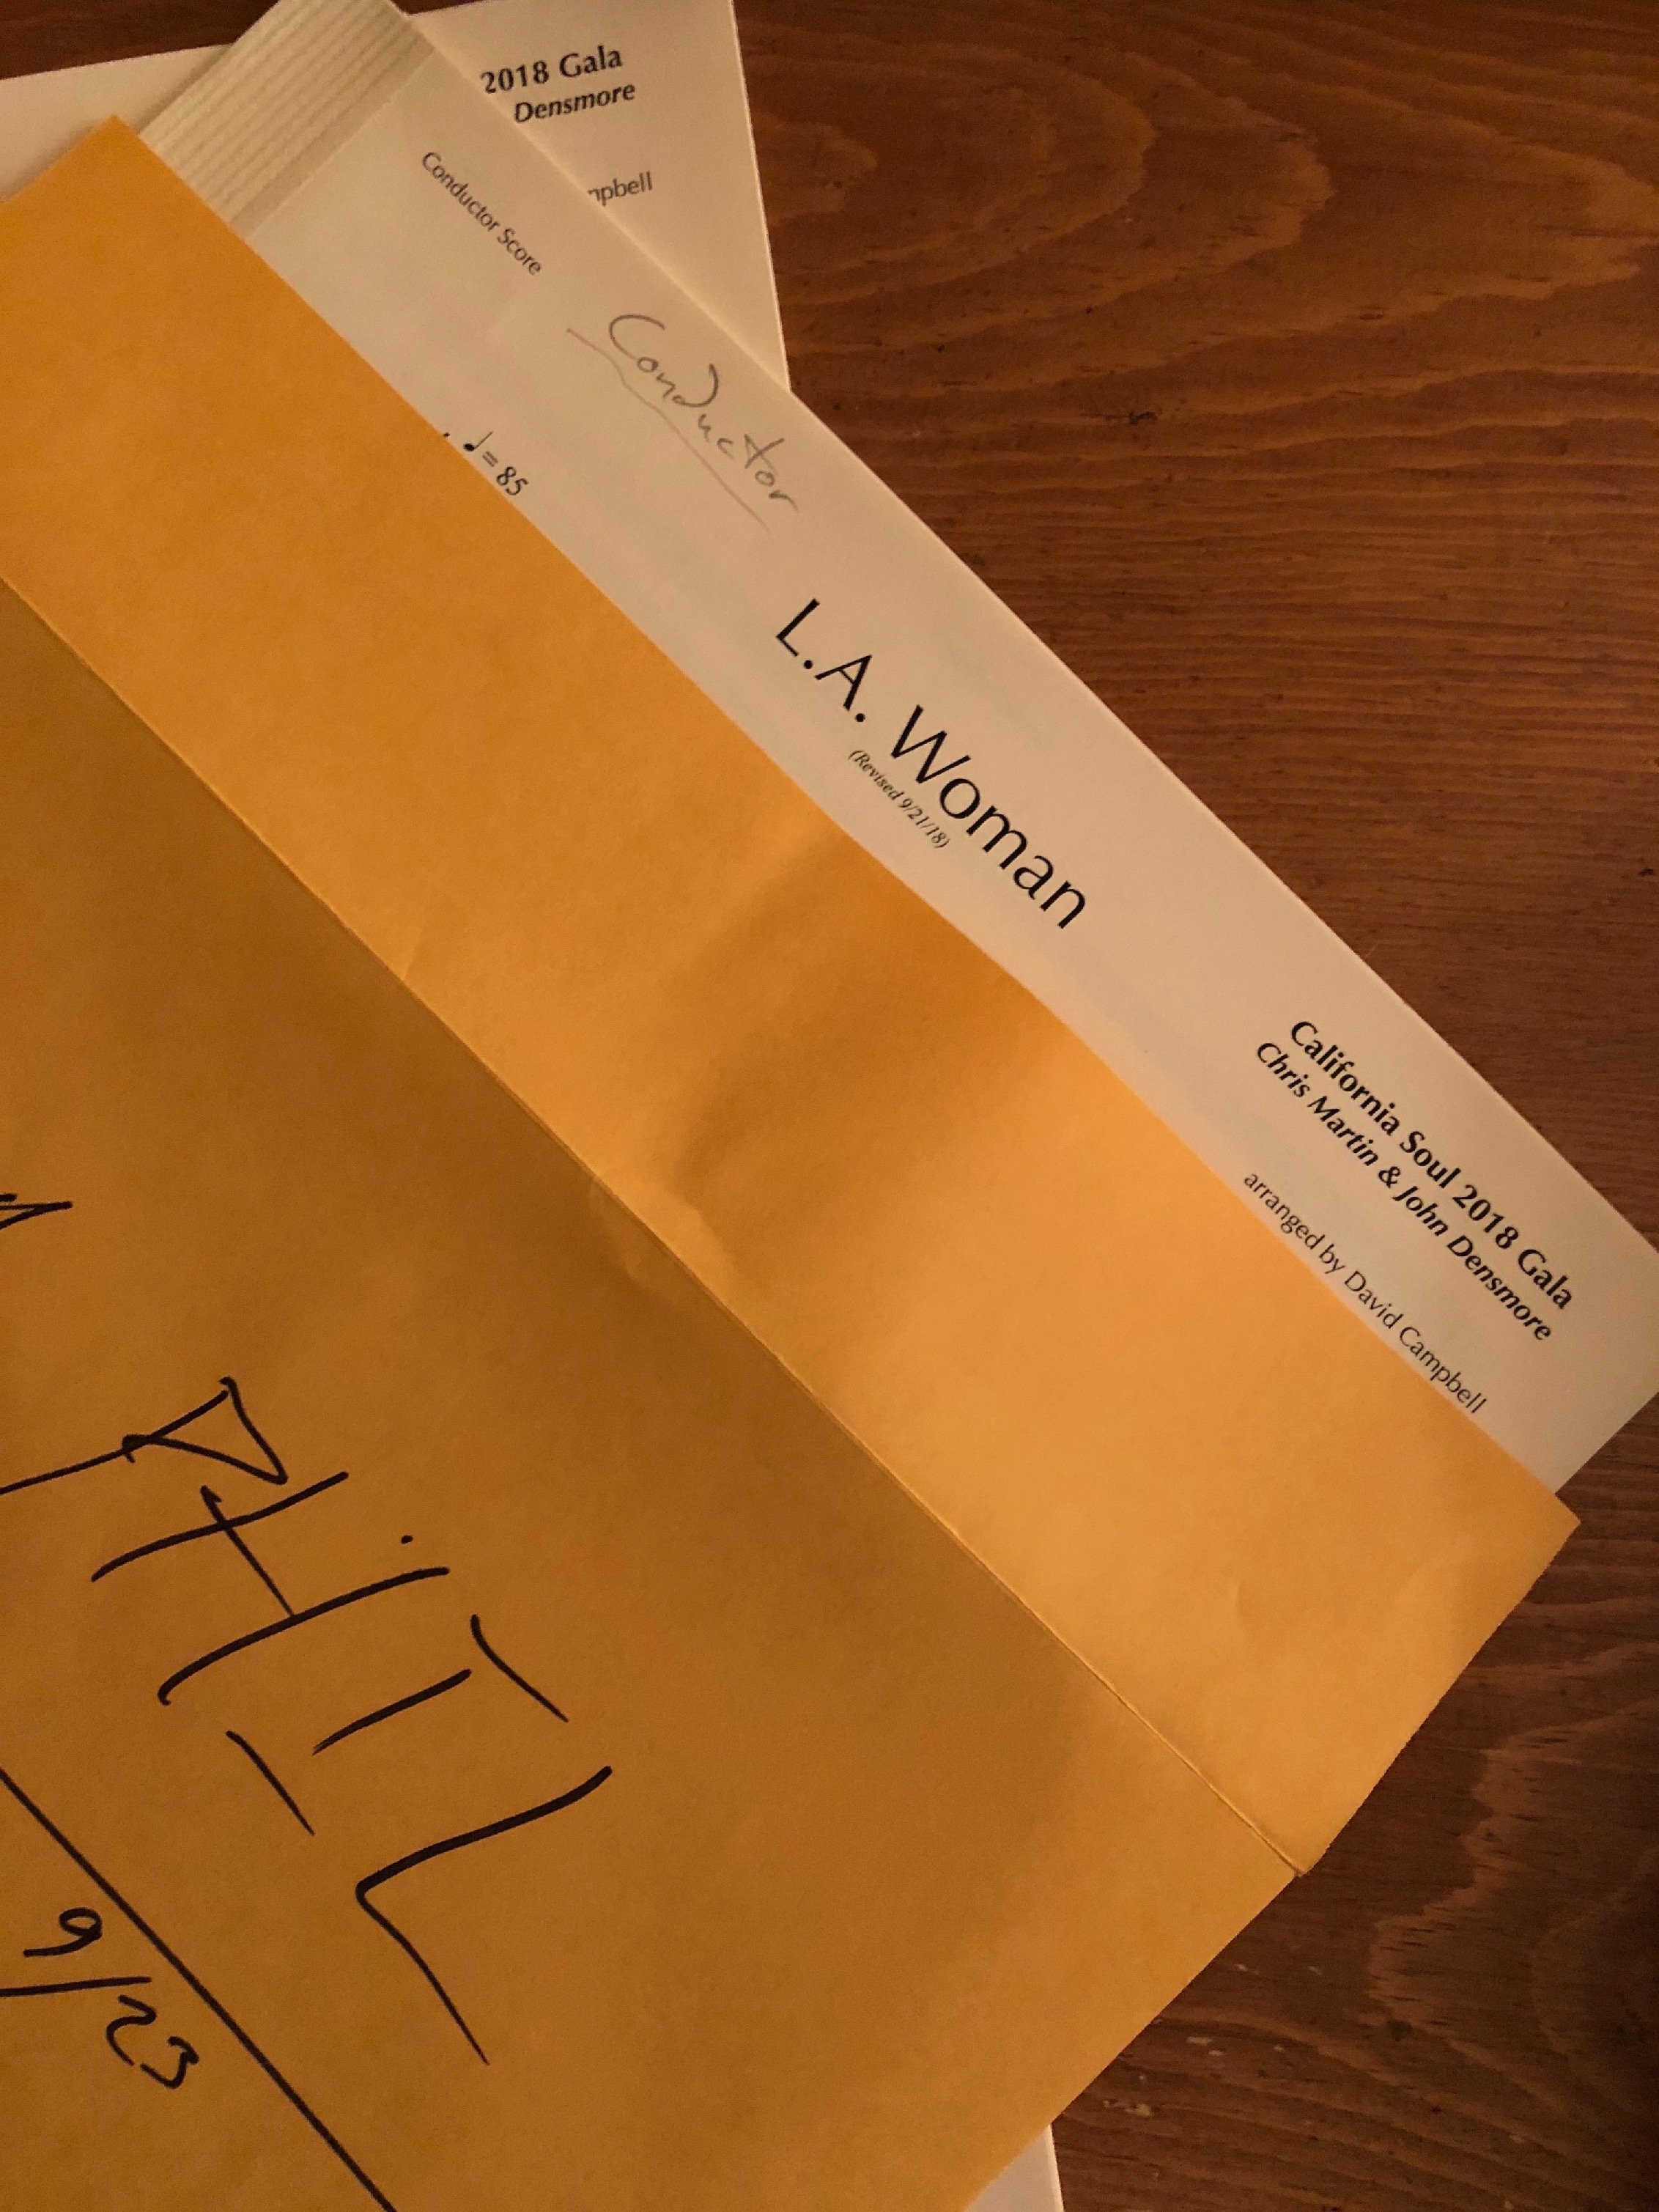 2018 Gala
Densmore
mpbell
Conductor Score
Conductor
♩ = 85
L.A. Woman
(Revised 9/21/18)
California Soul 2018 Gala
Chris Martin & John Densmore
arranged by David Campbell
PHIL
9/23